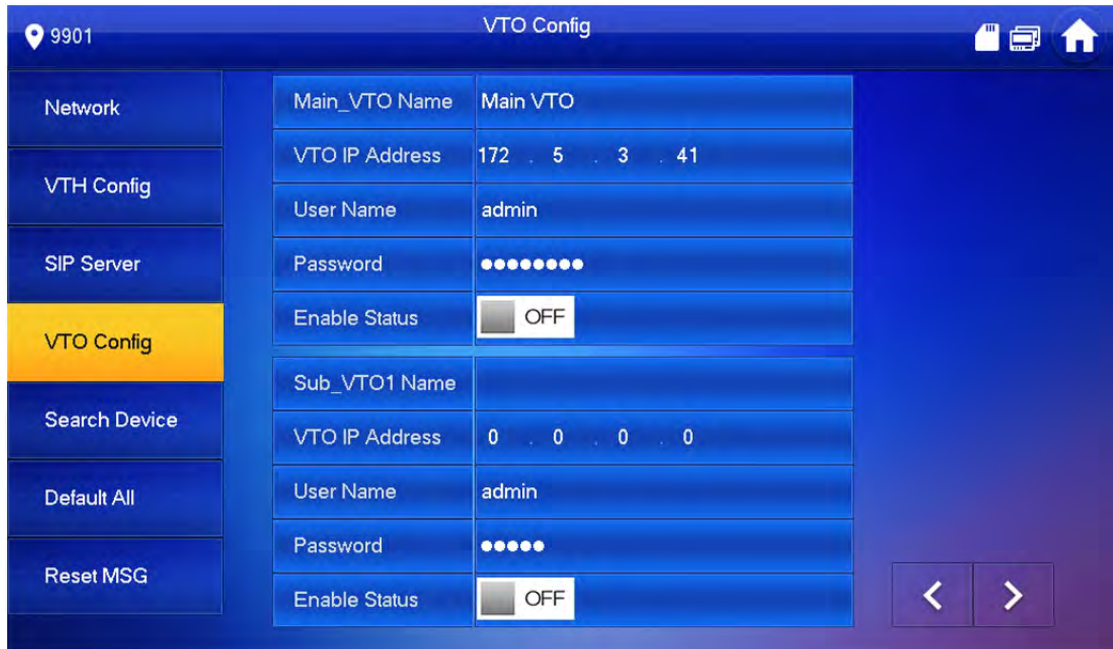 9901
VTO Config
Network
VTH Config
SIP Server
VTO Config
Search Device
Default All
Reset MSG
Main_VTO Name Main VTO
VTO IP Address 172 . 5 . 3 . 41
User Name admin
Password ●●●●●●●●
Enable Status OFF
Sub_VTO1 Name
VTO IP Address 0 . 0 . 0 . 0
User Name admin
Password ●●●●●
Enable Status OFF